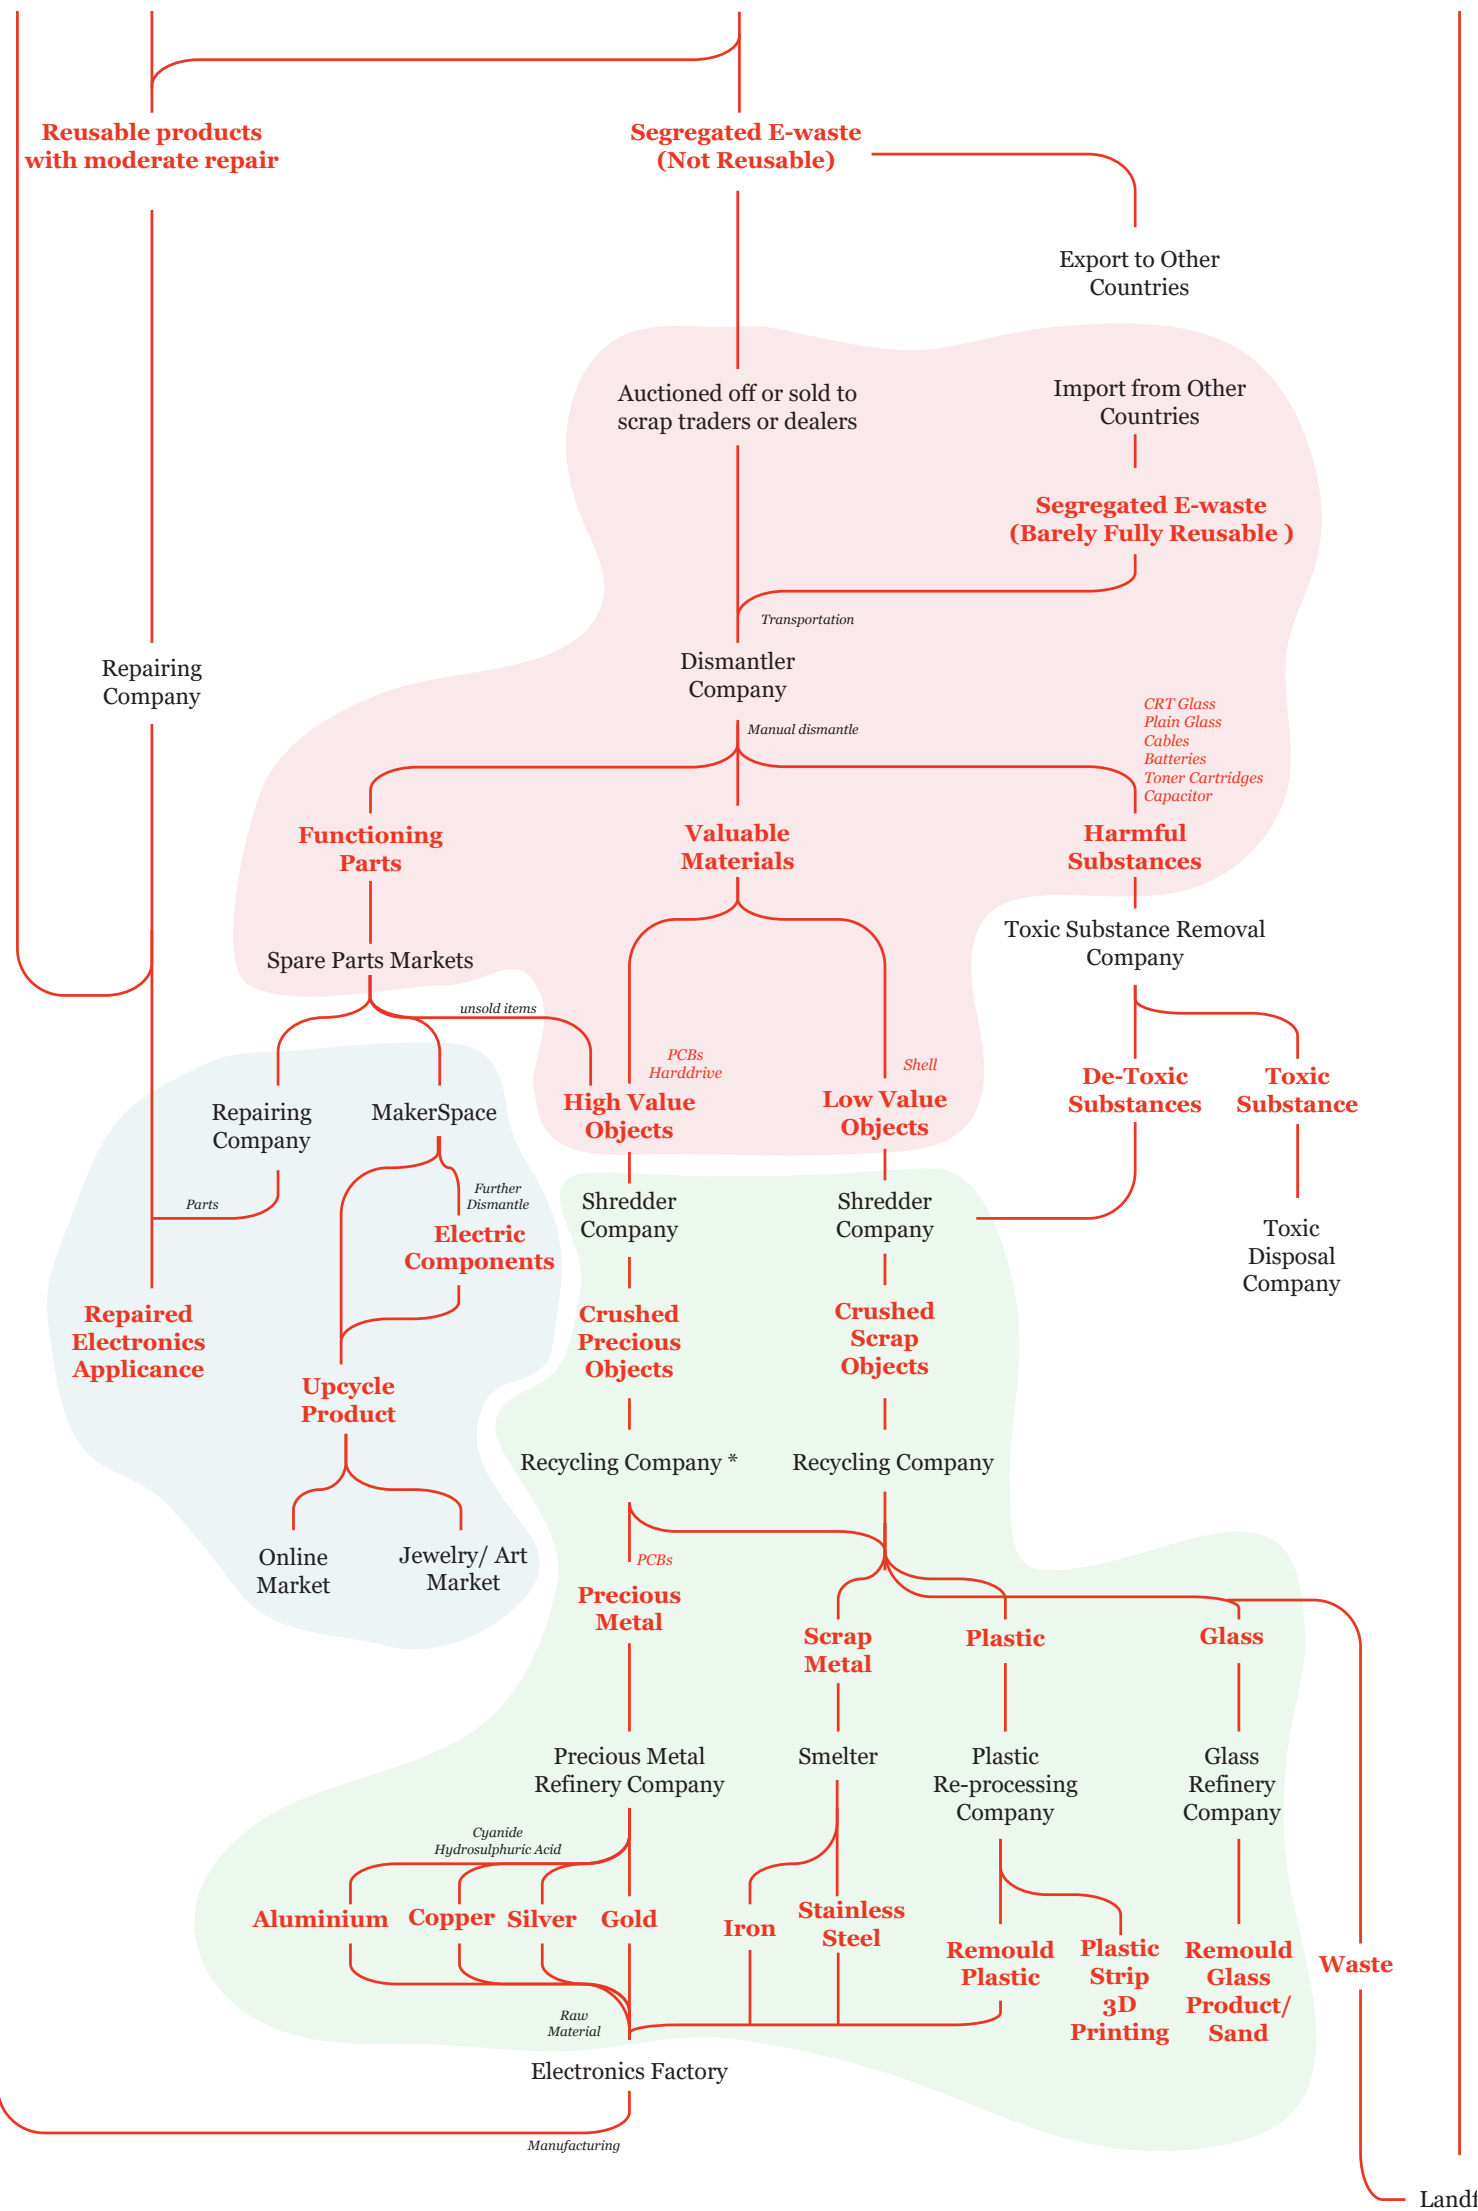 Reusable products
with moderate repair
Segregated E-waste
(Not Reusable)
Export to Other
Countries
Auctioned off or sold to
scrap traders or dealers
Import from Other
Countries
Segregated E-waste
(Barely Fully Reusable )
Transportation
Repairing
Company
Dismantler
Company
Manual dismantle
CRT Glass
Plain Glass
Cables
Batteries
Toner Cartridges
Capacitor
Functioning
Parts
Valuable
Materials
Harmful
Substances
Spare Parts Markets
Toxic Substance Removal
Company
unsold items
PCBs
Harddrive
Shell
High Value
Objects
Low Value
Objects
De-Toxic
Substances
Toxic
Substance
Repairing
Company
MakerSpace
Parts
Further
Dismantle
Electric
Components
Shredder
Company
Shredder
Company
Toxic
Disposal
Company
Repaired
Electronics
Applicance
Crushed
Precious
Objects
Crushed
Scrap
Objects
Upcycle
Product
Recycling Company *
Recycling Company
Online
Market
Jewelry/ Art
Market
PCBs
Precious
Metal
Scrap
Metal
Plastic
Glass
Precious Metal
Refinery Company
Smelter
Plastic
Re-processing
Company
Glass
Refinery
Company
Cyanide
Hydrosulphuric Acid
Aluminium
Copper
Silver
Gold
Iron
Stainless
Steel
Remould
Plastic
Plastic
Strip
3D
Printing
Remould
Glass
Product/
Sand
Waste
Raw
Material
Electronics Factory
Manufacturing